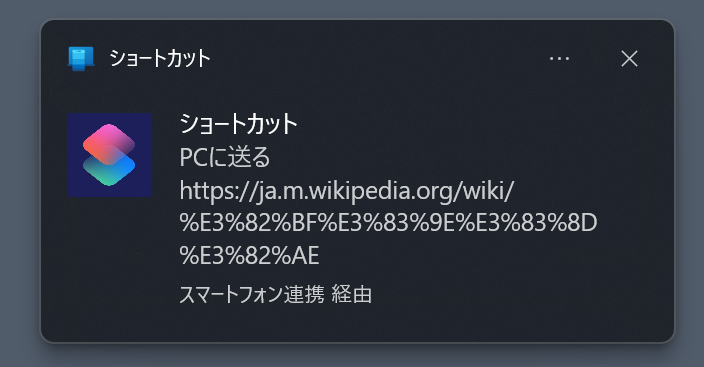 ショートカット
ショートカット
PCに送る
https://ja.m.wikipedia.org/wiki/
%E3%82%BF%E3%83%9E%E3%83%8D
%E3%82%AE
スマートフォン連携 経由